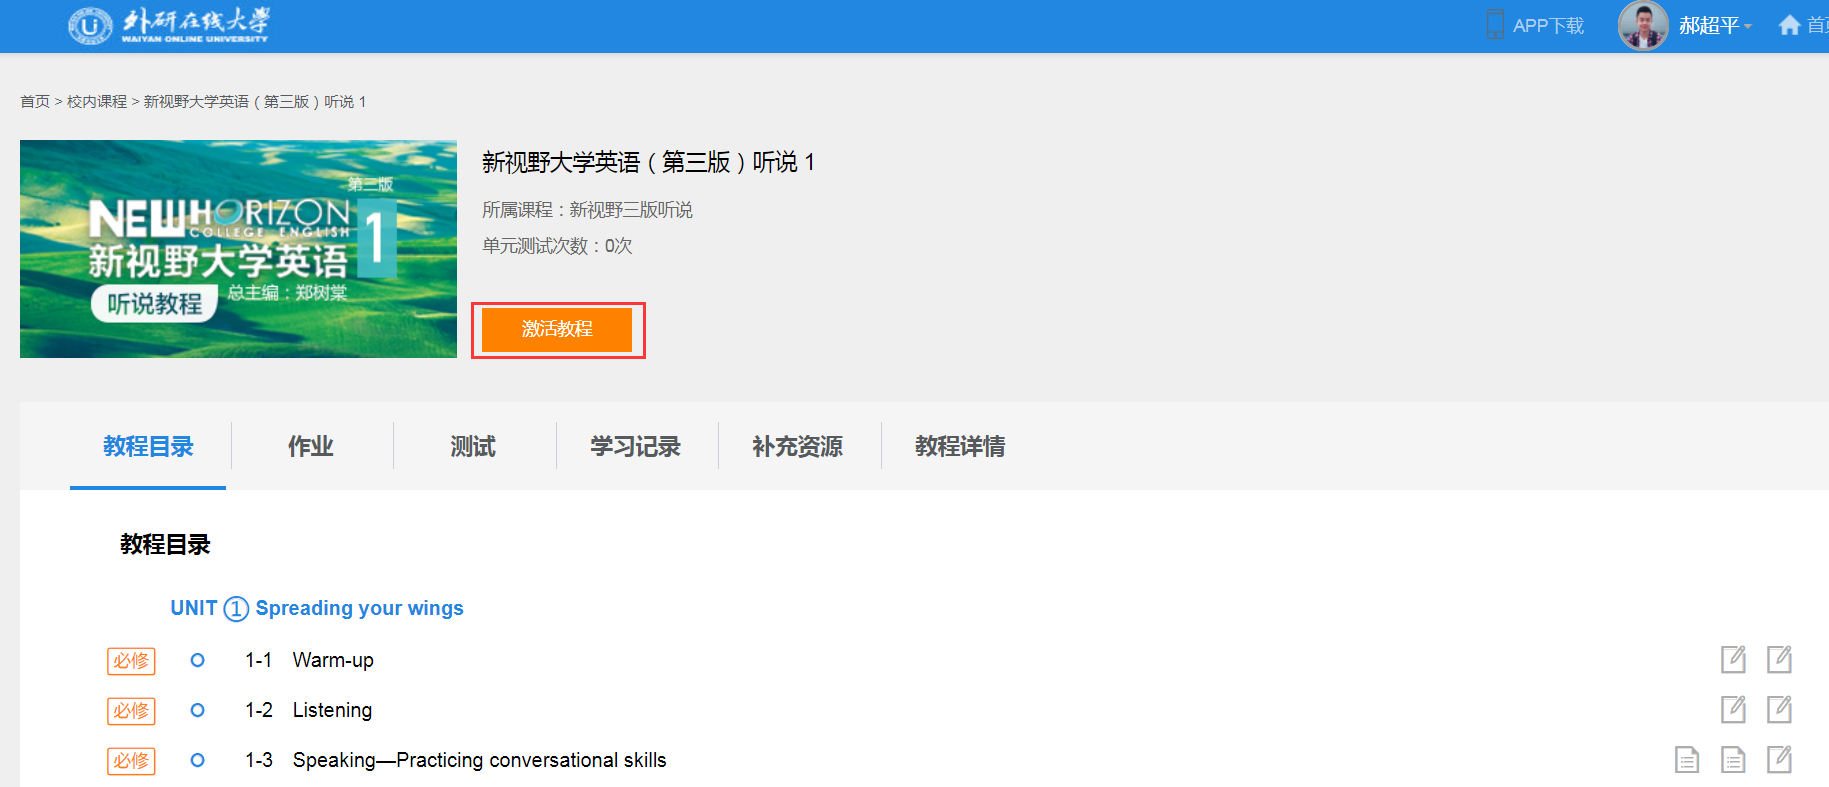 外研在线大学
WAIYAN ONLINE UNIVERSITY
APP下载
郝超平
首页
首页 > 校内课程 > 新视野大学英语（第三版）听说 1
第三版
NEW HORIZON
COLLEGE ENGLISH
1
新视野大学英语
听说教程
总主编：郑树棠
新视野大学英语（第三版）听说 1
所属课程：新视野三版听说
单元测试次数：0次
激活教程
教程目录
作业
测试
学习记录
补充资源
教程详情
教程目录
UNIT ① Spreading your wings
必修 1-1 Warm-up
必修 1-2 Listening
必修 1-3 Speaking—Practicing conversational skills